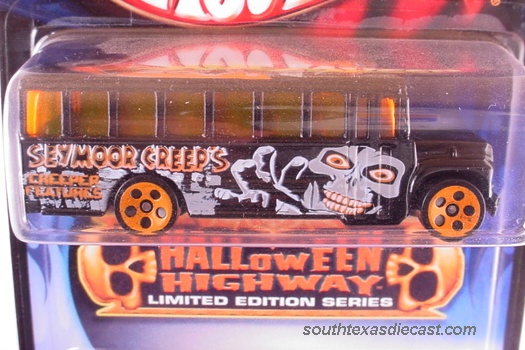 SEYMOOR CREEP'S
CREEPER
FEATURES
HALLOWEEN
HIGHWAY
LIMITED EDITION SERIES
southtexasdiecast.com